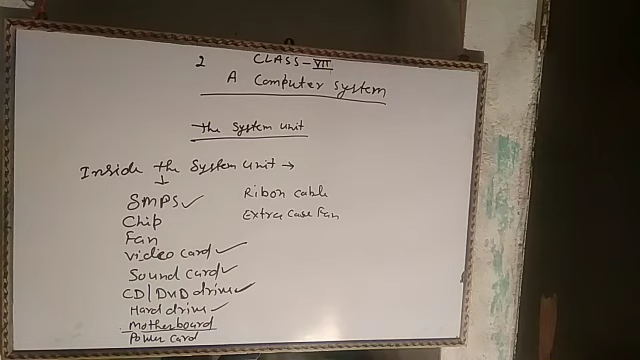 2 CLASS-VII
A Computer System
The System Unit
Inside the System Unit →
↓
SMPS ✓
Chip
Fan
Video card ✓
Sound card ✓
CD/DVD drive ✓
Hard drive ✓
Motherboard
Power card
Ribon cable
Extra Case Fan